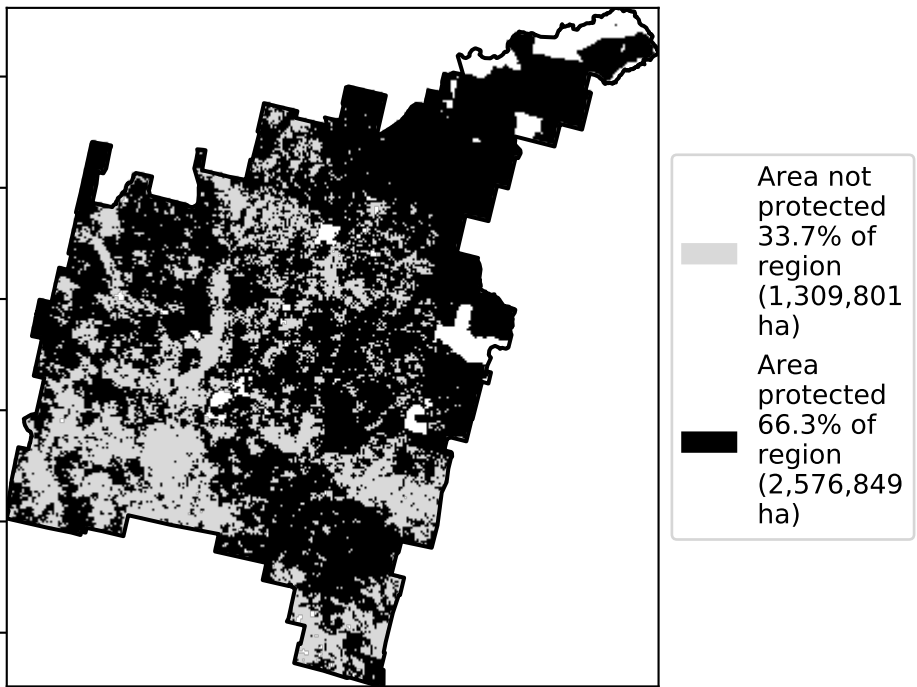 Area not
protected
33.7% of
region
(1,309,801
ha)
Area
protected
66.3% of
region
(2,576,849
ha)